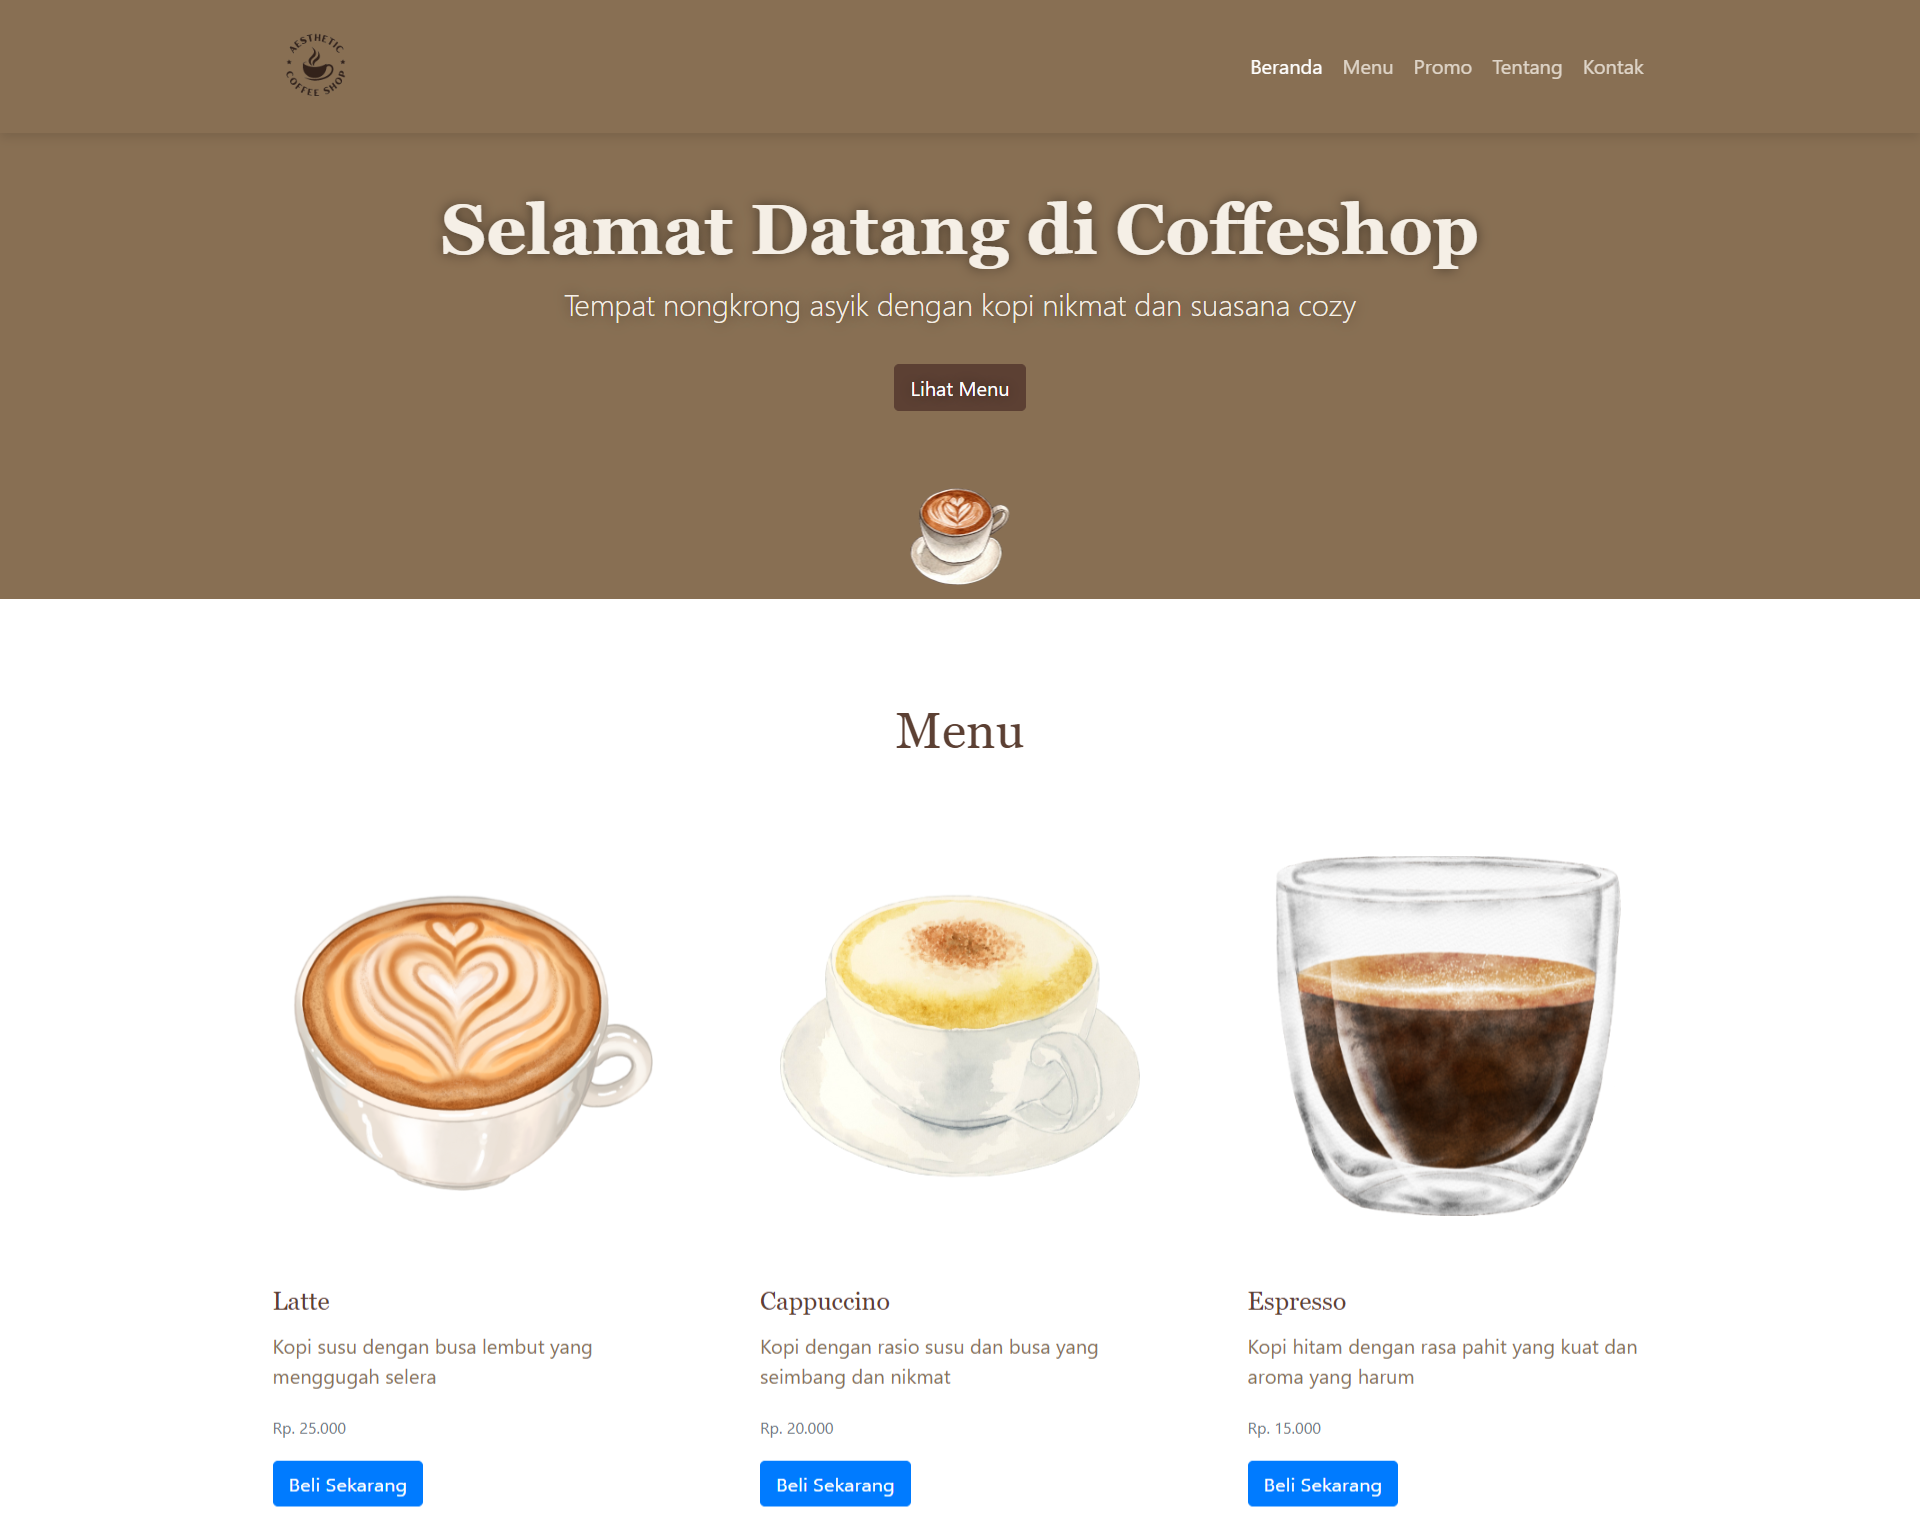 AESTHETIC
COFFEE SHOP
Beranda Menu Promo Tentang Kontak
Selamat Datang di Coffeshop
Tempat nongkrong asyik dengan kopi nikmat dan suasana cozy
Lihat Menu
Menu
Latte
Kopi susu dengan busa lembut yang
menggugah selera
Rp. 25.000
Beli Sekarang
Cappuccino
Kopi dengan rasio susu dan busa yang
seimbang dan nikmat
Rp. 20.000
Beli Sekarang
Espresso
Kopi hitam dengan rasa pahit yang kuat dan
aroma yang harum
Rp. 15.000
Beli Sekarang